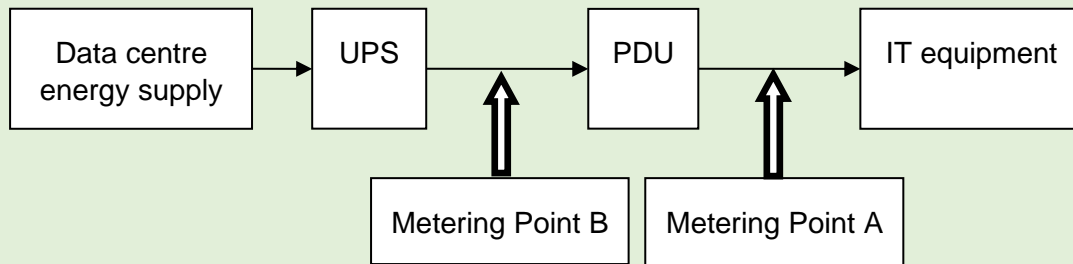 Data centre
energy supply
UPS
PDU
IT equipment
Metering Point B
Metering Point A